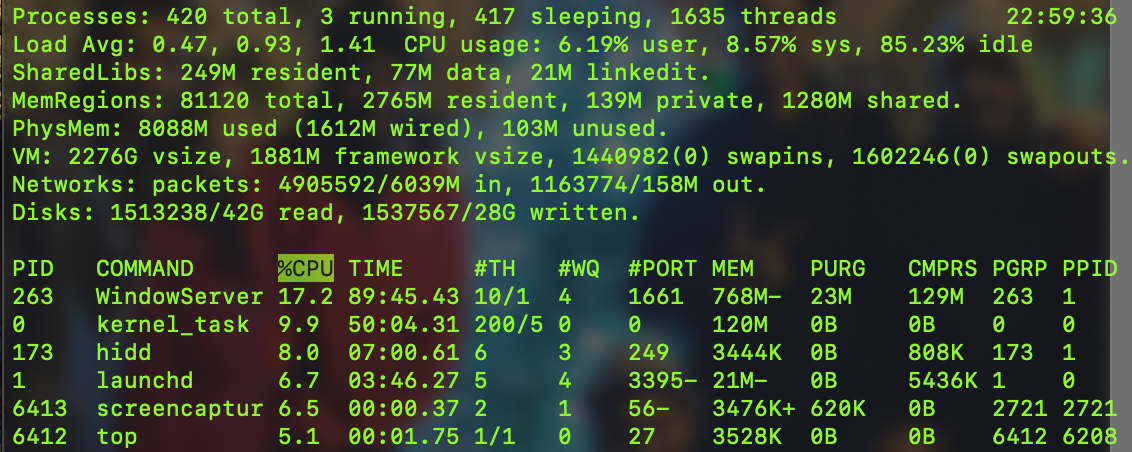 Processes: 420 total, 3 running, 417 sleeping, 1635 threads 22:59:36
Load Avg: 0.47, 0.93, 1.41 CPU usage: 6.19% user, 8.57% sys, 85.23% idle
SharedLibs: 249M resident, 77M data, 21M linkedit.
MemRegions: 81120 total, 2765M resident, 139M private, 1280M shared.
PhysMem: 8088M used (1612M wired), 103M unused.
VM: 2276G vsize, 1881M framework vsize, 1440982(0) swapins, 1602246(0) swapouts.
Networks: packets: 4905592/6039M in, 1163774/158M out.
Disks: 1513238/42G read, 1537567/28G written.
PID COMMAND %CPU TIME #TH #WQ #PORT MEM PURG CMPRS PGRP PPID
263 WindowServer 17.2 89:45.43 10/1 4 1661 768M- 23M 129M 263 1
0 kernel_task 9.9 50:04.31 200/5 0 0 120M 0B 0B 0 0
173 hidd 8.0 07:00.61 6 3 249 3444K 0B 808K 173 1
1 launchd 6.7 03:46.27 5 4 3395- 21M- 0B 5436K 1 0
6413 screencaptur 6.5 00:00.37 2 1 56- 3476K+ 620K 0B 2721 2721
6412 top 5.1 00:01.75 1/1 0 27 3528K 0B 0B 6412 6208